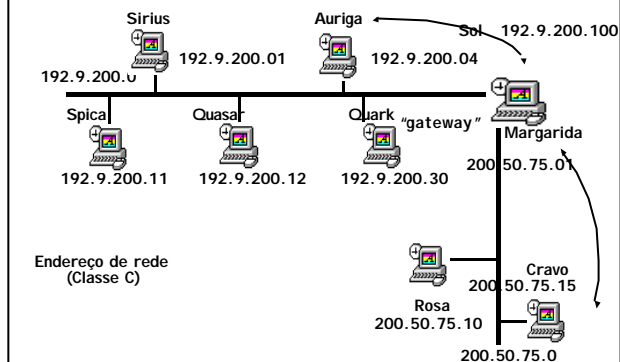 Sirius
Auriga
Sol 192.9.200.100
192.9.200.01
192.9.200.04
192.9.200.0
Spica
Quasar
Quark
"gateway"
Margarida
192.9.200.11
192.9.200.12
192.9.200.30
200.50.75.01
Endereço de rede
(Classe C)
Cravo
200.50.75.15
Rosa
200.50.75.10
200.50.75.0